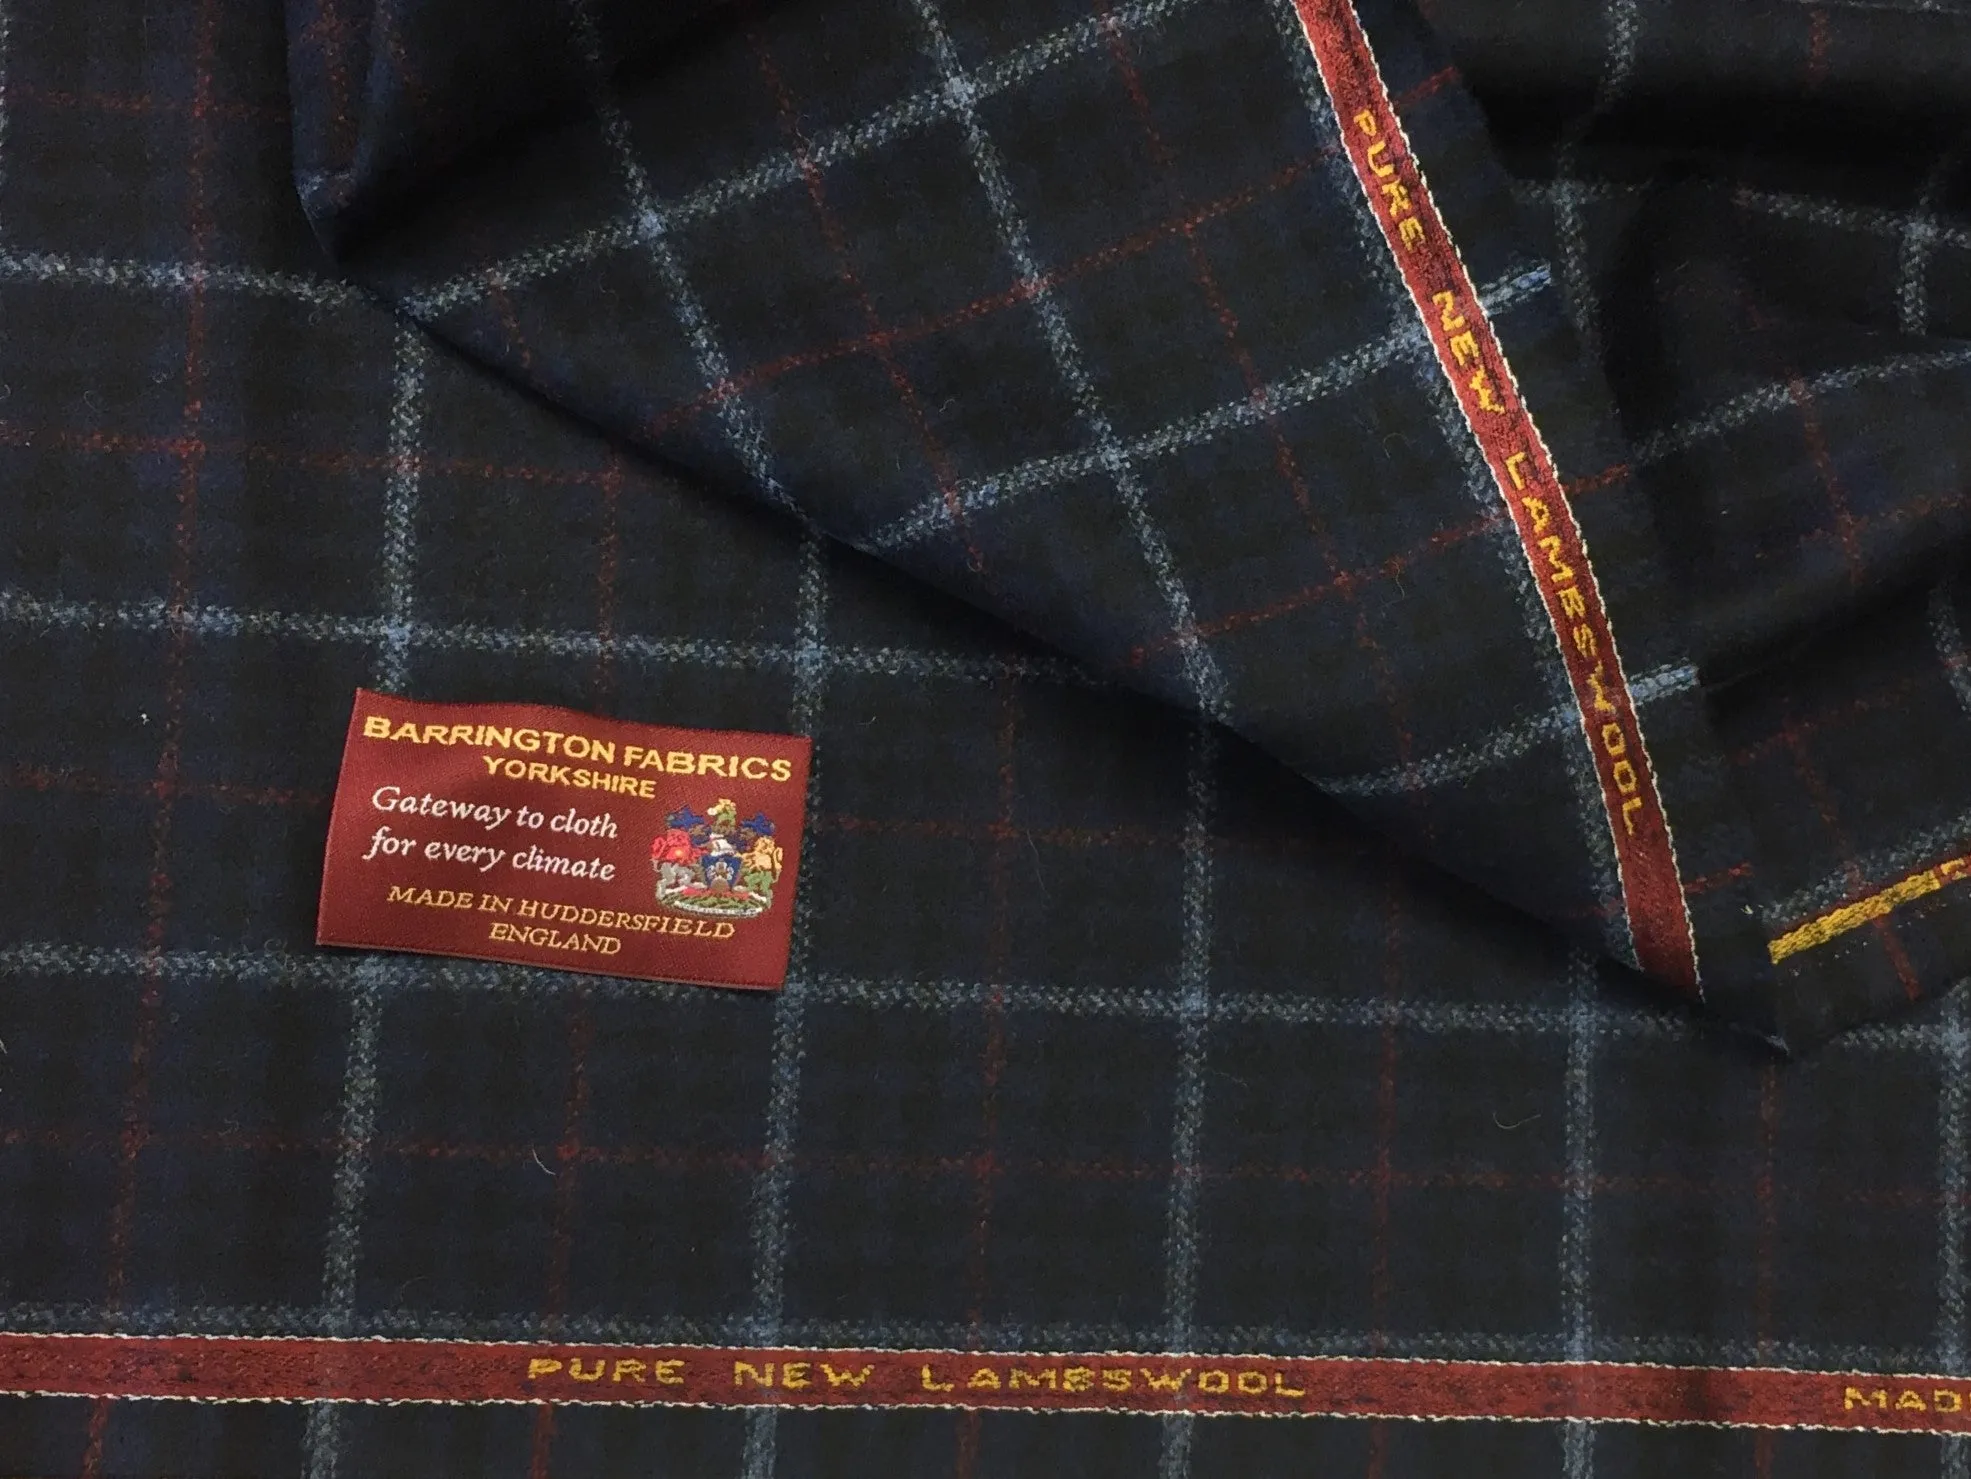 PURE NEW LAMBSWOOL
BARRINGTON FABRICS
YORKSHIRE
Gateway to cloth
for every climate
MADE IN HUDDERSFIELD
ENGLAND
PURE NEW LAMBSWOOL
MAD